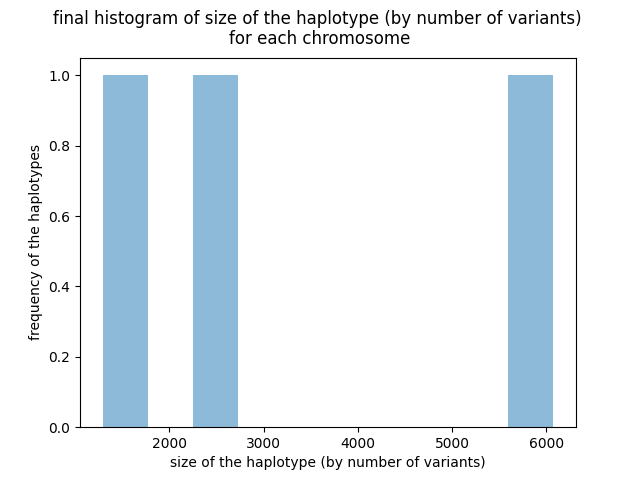 final histogram of size of the haplotype (by number of variants)
for each chromosome
1.0
0.8
0.6
0.4
0.2
0.0
frequency of the haplotypes
2000 3000 4000 5000 6000
size of the haplotype (by number of variants)